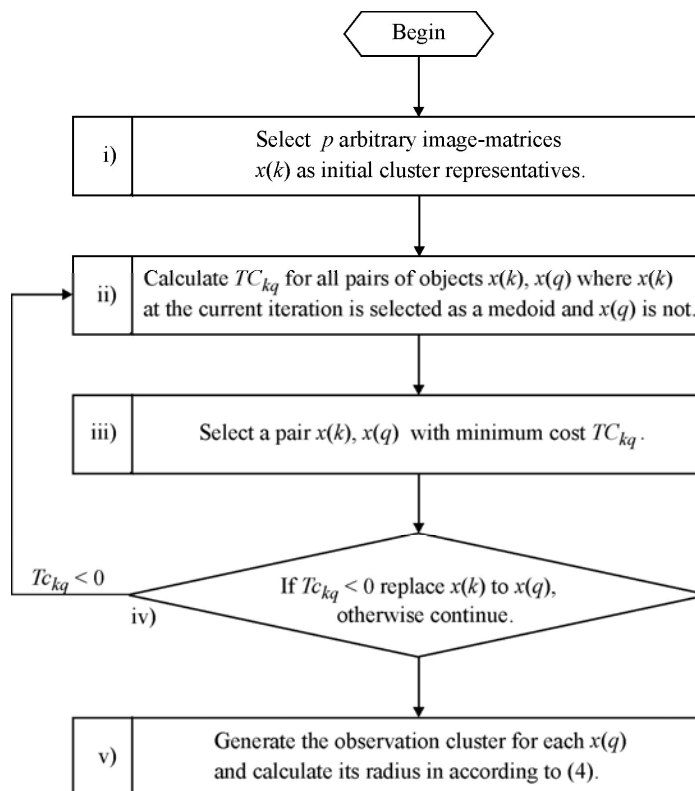 Begin
i)
Select p arbitrary image-matrices
x(k) as initial cluster representatives.
ii)
Calculate TCkq for all pairs of objects x(k), x(q) where x(k)
at the current iteration is selected as a medoid and x(q) is not.
iii)
Select a pair x(k), x(q) with minimum cost TCkq.
Tckq < 0
iv)
If Tckq < 0 replace x(k) to x(q),
otherwise continue.
v)
Generate the observation cluster for each x(q)
and calculate its radius in according to (4).